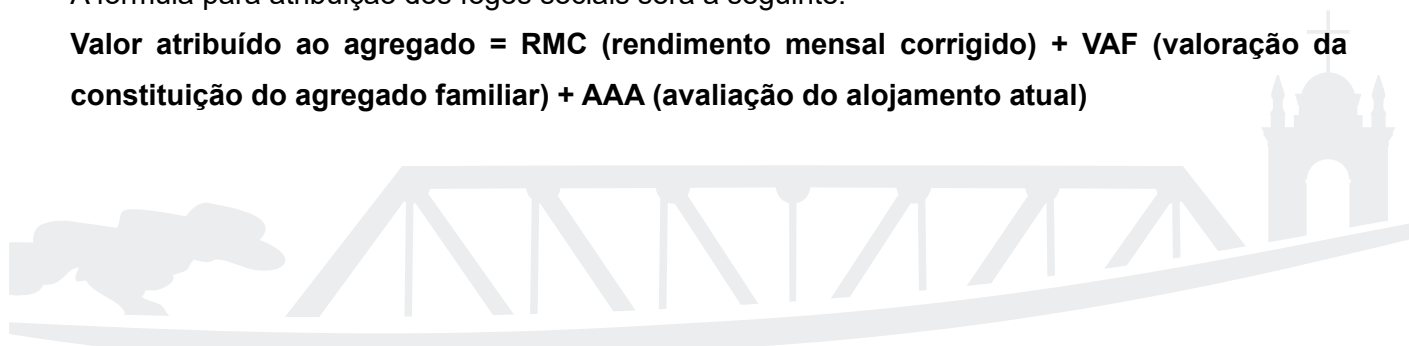 A fórmula para atribuição dos fogos sociais será a seguinte:
Valor atribuído ao agregado = RMC (rendimento mensal corrigido) + VAF (valoração da
constituição do agregado familiar) + AAA (avaliação do alojamento atual)